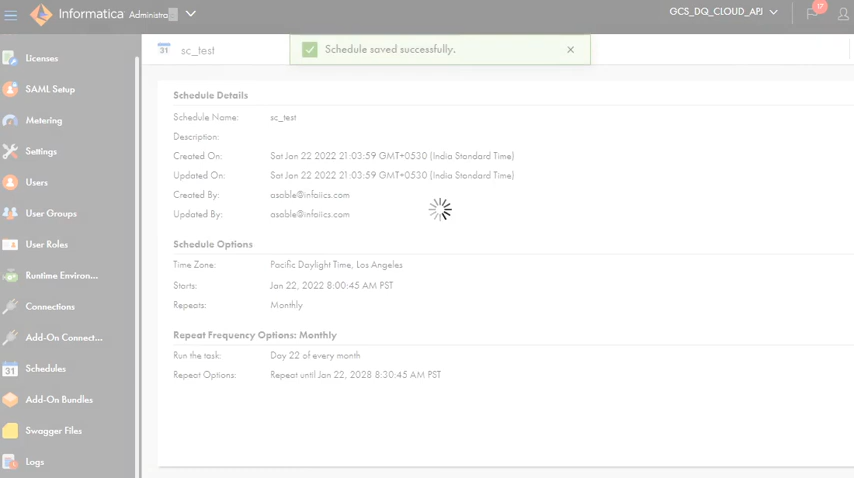 Informatica Administra
GCS_DQ_CLOUD_APJ
17
Licenses
SAML Setup
Metering
Settings
Users
User Groups
User Roles
Runtime Environ...
Connections
Add-On Connect...
31 Schedules
Add-On Bundles
Swagger Files
Logs
31 sc_test
Schedule saved successfully.
Schedule Details
Schedule Name: sc_test
Description:
Created On: Sat Jan 22 2022 21:03:59 GMT+0530 (India Standard Time)
Updated On: Sat Jan 22 2022 21:03:59 GMT+0530 (India Standard Time)
Created By: asable@infaiics.com
Updated By: asable@infaiics.com
Schedule Options
Time Zone: Pacific Daylight Time, Los Angeles
Starts: Jan 22, 2022 8:00:45 AM PST
Repeats: Monthly
Repeat Frequency Options: Monthly
Run the task: Day 22 of every month
Repeat Options: Repeat until Jan 22, 2028 8:30:45 AM PST